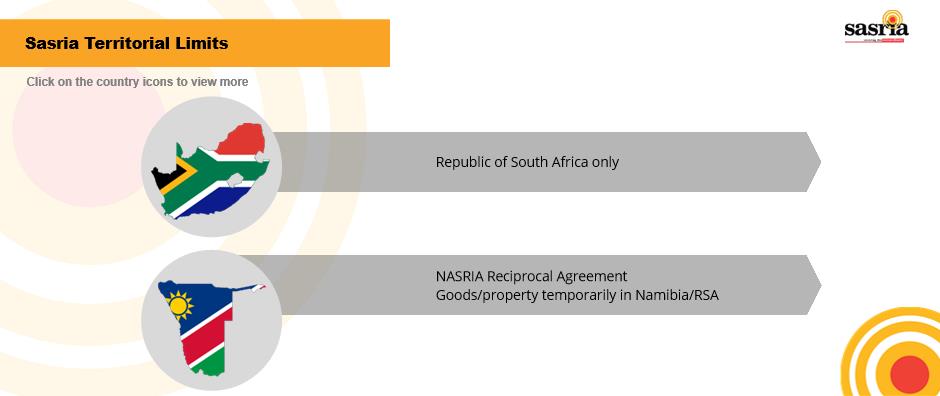 Sasria Territorial Limits
sasria
Click on the country icons to view more
Republic of South Africa only
NASRIA Reciprocal Agreement
Goods/property temporarily in Namibia/RSA